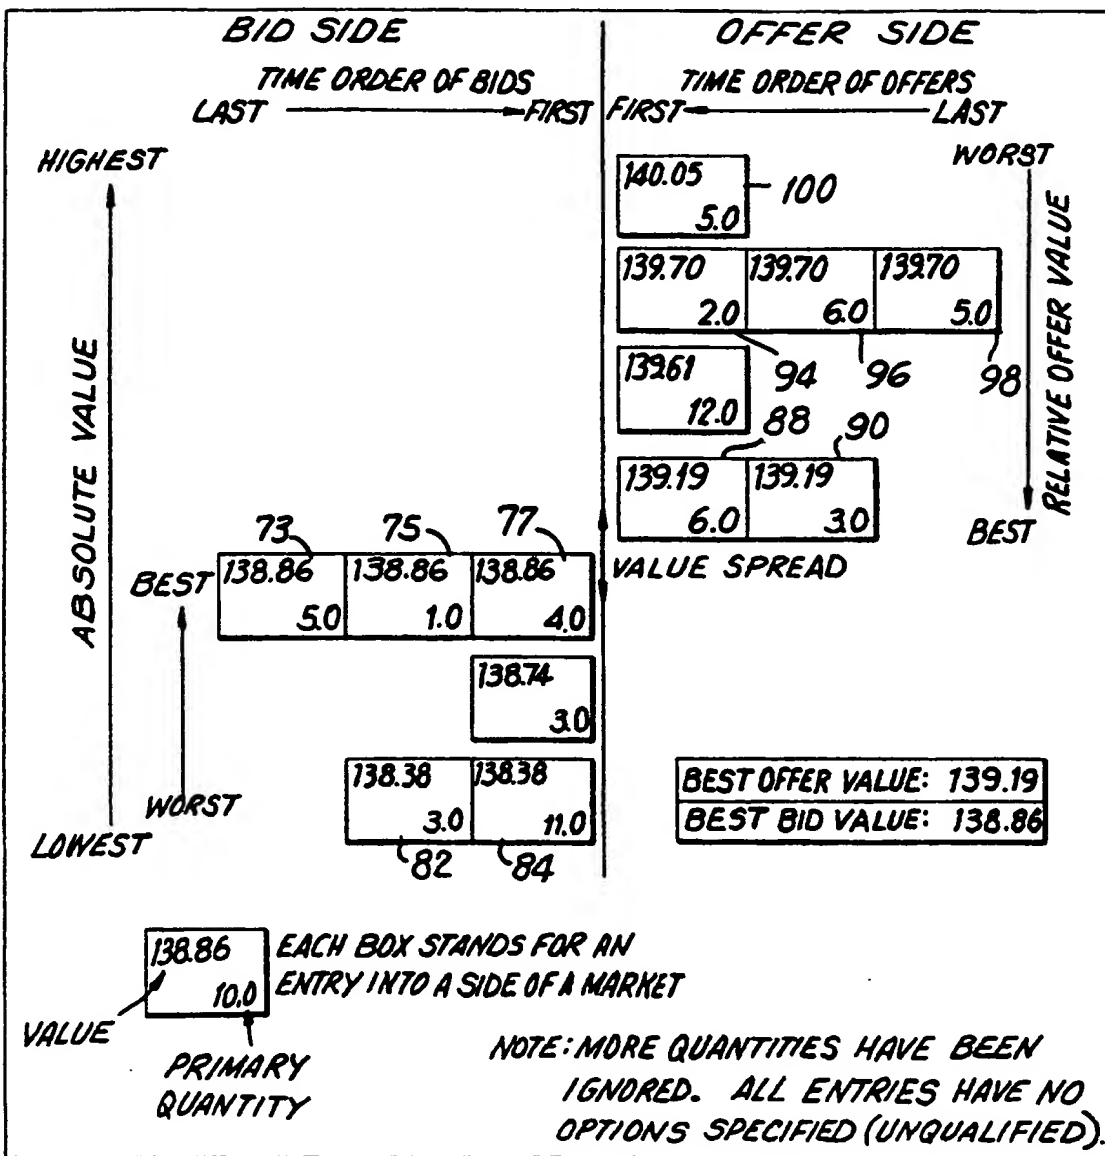 BID SIDE
OFFER SIDE
TIME ORDER OF BIDS
TIME ORDER OF OFFERS
LAST FIRST
FIRST LAST
HIGHEST
WORST
140.05
5.0
100
139.70 139.70 139.70
2.0 6.0 5.0
94 96 98
RELATIVE OFFER VALUE
139.61
12.0
88 90
139.19 139.19
6.0 3.0
BEST
ABSOLUTE VALUE
73 75 77
VALUE SPREAD
BEST
138.86 138.86 138.86
5.0 1.0 4.0
138.74
3.0
138.38 138.38
3.0 11.0
WORST
82 84
LOWEST
BEST OFFER VALUE: 139.19
BEST BID VALUE: 138.86
138.86
10.0
EACH BOX STANDS FOR AN
ENTRY INTO A SIDE OF A MARKET
VALUE
PRIMARY
QUANTITY
NOTE: MORE QUANTITIES HAVE BEEN
IGNORED. ALL ENTRIES HAVE NO
OPTIONS SPECIFIED (UNQUALIFIED).